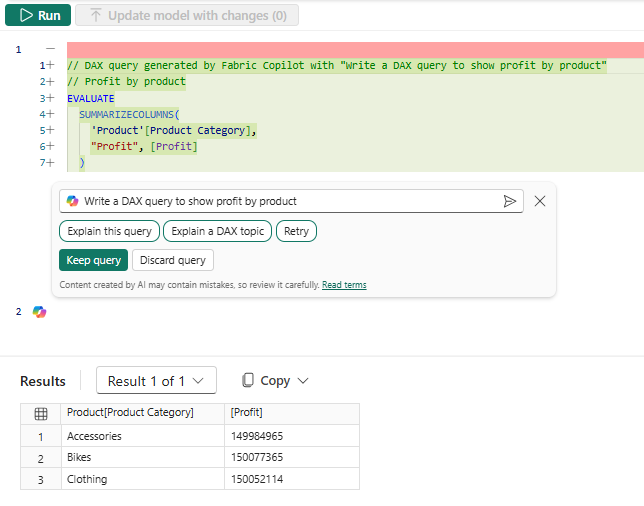 Run
Update model with changes (0)
1 —
1+ // DAX query generated by Fabric Copilot with "Write a DAX query to show profit by product"
2+ // Profit by product
3+ EVALUATE
4+ SUMMARIZECOLUMNS(
5+ 'Product'[Product Category],
6+ "Profit", [Profit]
7+ )
Write a DAX query to show profit by product
Explain this query Explain a DAX topic Retry
Keep query Discard query
Content created by AI may contain mistakes, so review it carefully. Read terms
2
Results Result 1 of 1 Copy
Product[Product Category] [Profit]
1 Accessories 149984965
2 Bikes 150077365
3 Clothing 150052114